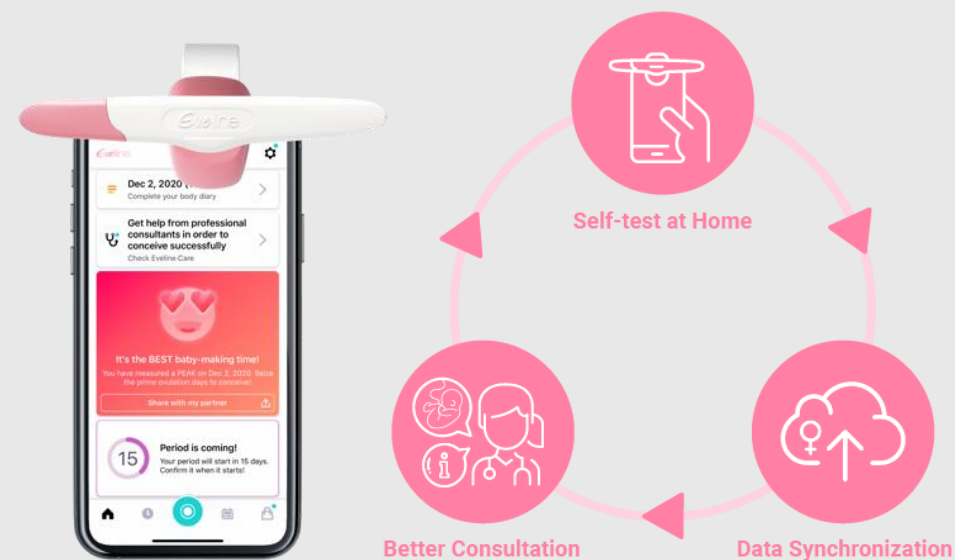 Eveline
Dec 2, 2020
Complete your body diary
Get help from professional
consultants in order to
conceive successfully
Check Eveline Care
It's the BEST baby-making time!
You have measured a PEAK on Dec 2, 2020. Seize
the prime ovulation days to conceive!
Share with my partner
15
Period is coming!
Your period will start in 15 days.
Confirm it when it starts!
Self-test at Home
Better Consultation
Data Synchronization